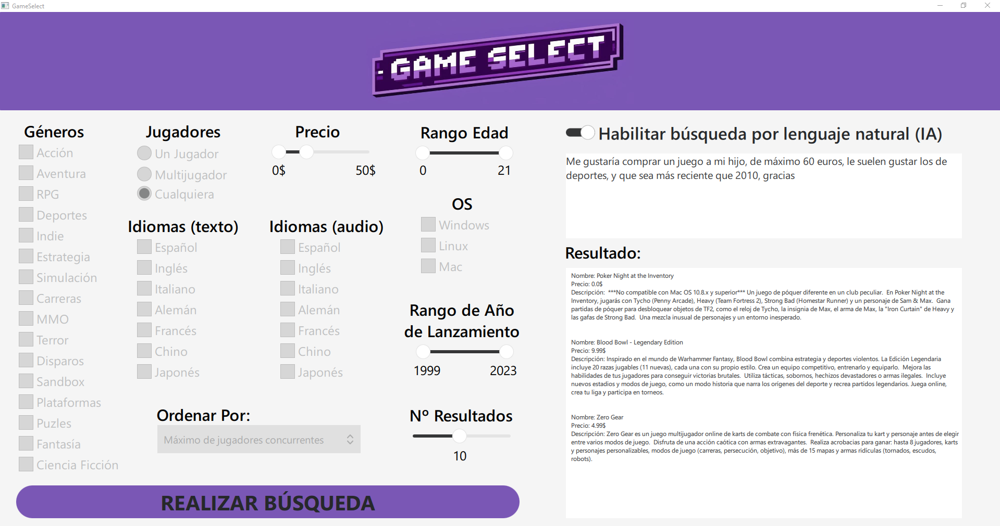 GameSelect
GAME SELECT
Géneros
Acción
Aventura
RPG
Deportes
Indie
Estrategia
Simulación
Carreras
MMO
Terror
Disparos
Sandbox
Plataformas
Puzles
Fantasía
Ciencia Ficción
Jugadores
Un Jugador
Multijugador
Cualquiera
Precio
0$ 50$
Rango Edad
0 21
Idiomas (texto)
Español
Inglés
Italiano
Alemán
Francés
Chino
Japonés
Idiomas (audio)
Español
Inglés
Italiano
Alemán
Francés
Chino
Japonés
OS
Windows
Linux
Mac
Rango de Año
de Lanzamiento
1999 2023
Ordenar Por:
Máximo de jugadores concurrentes
Nº Resultados
10
REALIZAR BÚSQUEDA
Habilitar búsqueda por lenguaje natural (IA)
Me gustaría comprar un juego a mi hijo, de máximo 60 euros, le suelen gustar los de
deportes, y que sea más reciente que 2010, gracias
Resultado:
Nombre: Poker Night at the Inventory
Precio: 0.0$
Descripción: ***No compatible con Mac OS 10.8.x y superior*** Un juego de póquer diferente en un club peculiar. En Poker Night at the
Inventory, jugarás con Tycho (Penny Arcade), Heavy (Team Fortress 2), Strong Bad (Homestar Runner) y un personaje de Sam & Max. Gana
partidas de póquer para desbloquear objetos de TF2, como el reloj de Tycho, la insignia de Max, el arma de Max, la "Iron Curtain" de Heavy y
las gafas de Strong Bad. Una mezcla inusual de personajes y un entorno inesperado.
Nombre: Blood Bowl - Legendary Edition
Precio: 9.99$
Descripción: Inspirado en el mundo de Warhammer Fantasy, Blood Bowl combina estrategia y deportes violentos. La Edición Legendaria
incluye 20 razas jugables (11 nuevas), cada una con su propio estilo. Crea un equipo competitivo, entrenarlo y equiparlo. Mejora las
habilidades de tus jugadores para conseguir victorias brutales. Utiliza tácticas, sobornos, hechizos devastadores o armas ilegales. Incluye
nuevos estadios y modos de juego, como un modo historia que narra los orígenes del deporte y recrea partidos legendarios. Juega online,
crea tu liga y participa en torneos.
Nombre: Zero Gear
Precio: 4.99$
Descripción: Zero Gear es un juego multijugador online de karts de combate con física frenética. Personaliza tu kart y personaje antes de elegir
entre varios modos de juego. Disfruta de una acción caótica con armas extravagantes. Realiza acrobacias para ganar: hasta 8 jugadores, karts
y personajes personalizables, modos de juego (carreras, persecución, objetivo), más de 15 mapas y armas ridículas (tornados, escudos,
robots).